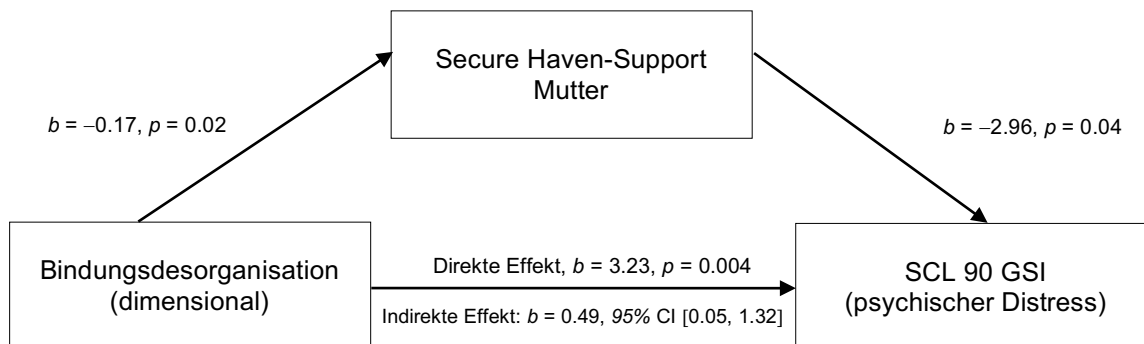 Secure Haven-Support
Mutter
b = −0.17, p = 0.02
b = −2.96, p = 0.04
Bindungsdesorganisation
(dimensional)
Direkte Effekt, b = 3.23, p = 0.004
Indirekte Effekt: b = 0.49, 95% CI [0.05, 1.32]
SCL 90 GSI
(psychischer Distress)